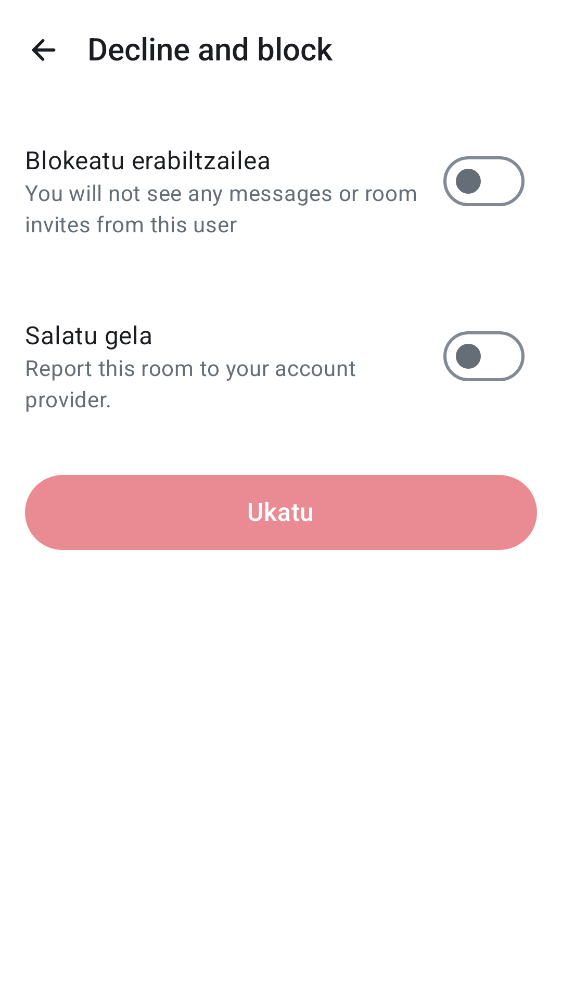 Decline and block
Blokeatu erabiltzailea
You will not see any messages or room
invites from this user
Salatu gela
Report this room to your account
provider.
Ukatu